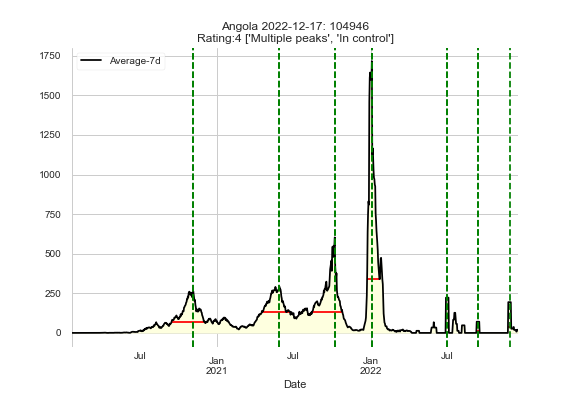 Angola 2022-12-17: 104946
Rating:4 ['Multiple peaks', 'In control']
Average-7d
1750
1500
1250
1000
750
500
250
0
Jul
Jan
2021
Jul
Jan
2022
Jul
Date